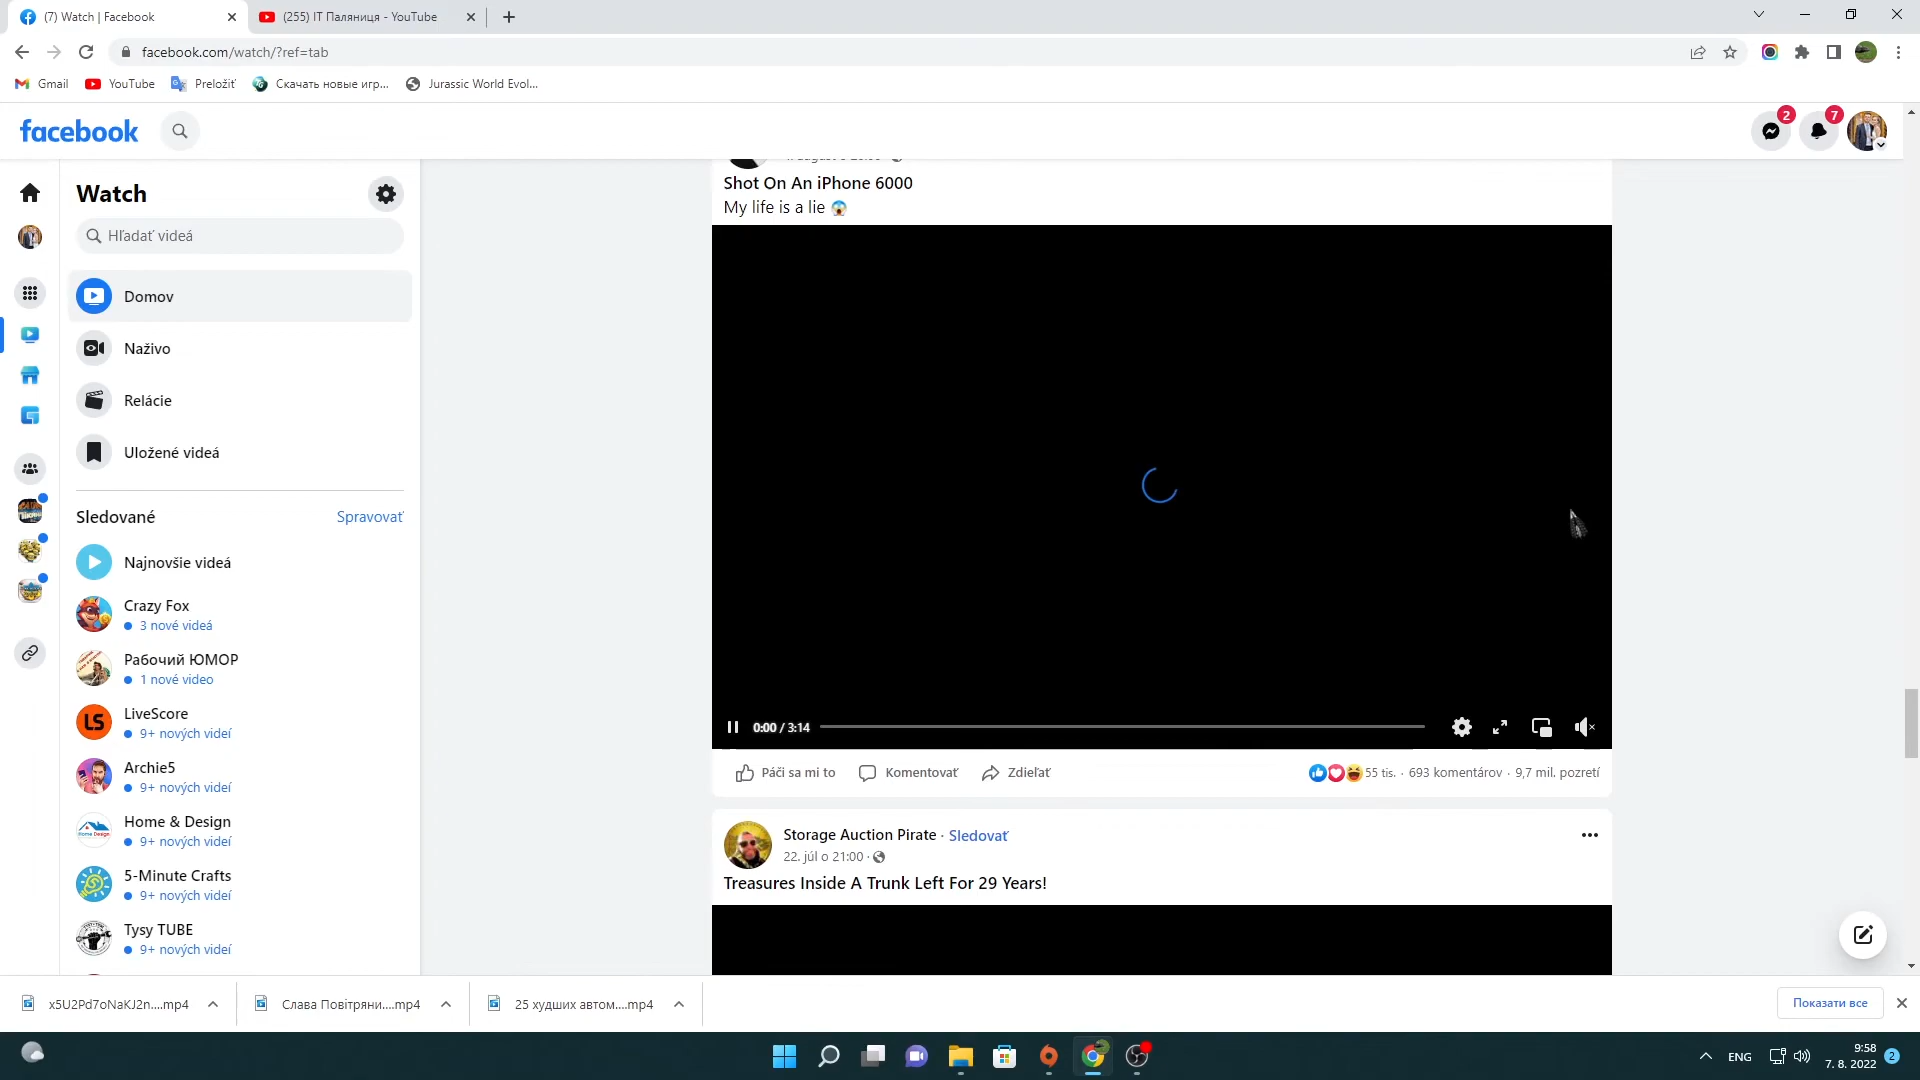 (7) Watch | Facebook
(255) ІТ Паляниця - YouTube
facebook.com/watch/?ref=tab
Gmail
YouTube
Preložiť
Скачать новые игр...
Jurassic World Evol...
facebook
2
7
Watch
Hľadať videá
Domov
Naživo
Relácie
Uložené videá
Sledované
Spravovať
Najnovšie videá
Crazy Fox
3 nové videá
Рабочий ЮМОР
1 nové video
LiveScore
9+ nových videí
Archie5
9+ nových videí
Home & Design
9+ nových videí
5-Minute Crafts
9+ nových videí
Tysy TUBE
9+ nových videí
Shot On An iPhone 6000
My life is a lie 😱
0:00 / 3:14
Páči sa mi to
Komentovať
Zdieľať
55 tis. · 693 komentárov · 9,7 mil. pozretí
Storage Auction Pirate · Sledovať
22. júl o 21:00 ·
Treasures Inside A Trunk Left For 29 Years!
x5U2Pd7oNaKJ2n....mp4
Слава Повітряни....mp4
25 худших автом....mp4
Показати все
ENG
9:58
7. 8. 2022
2